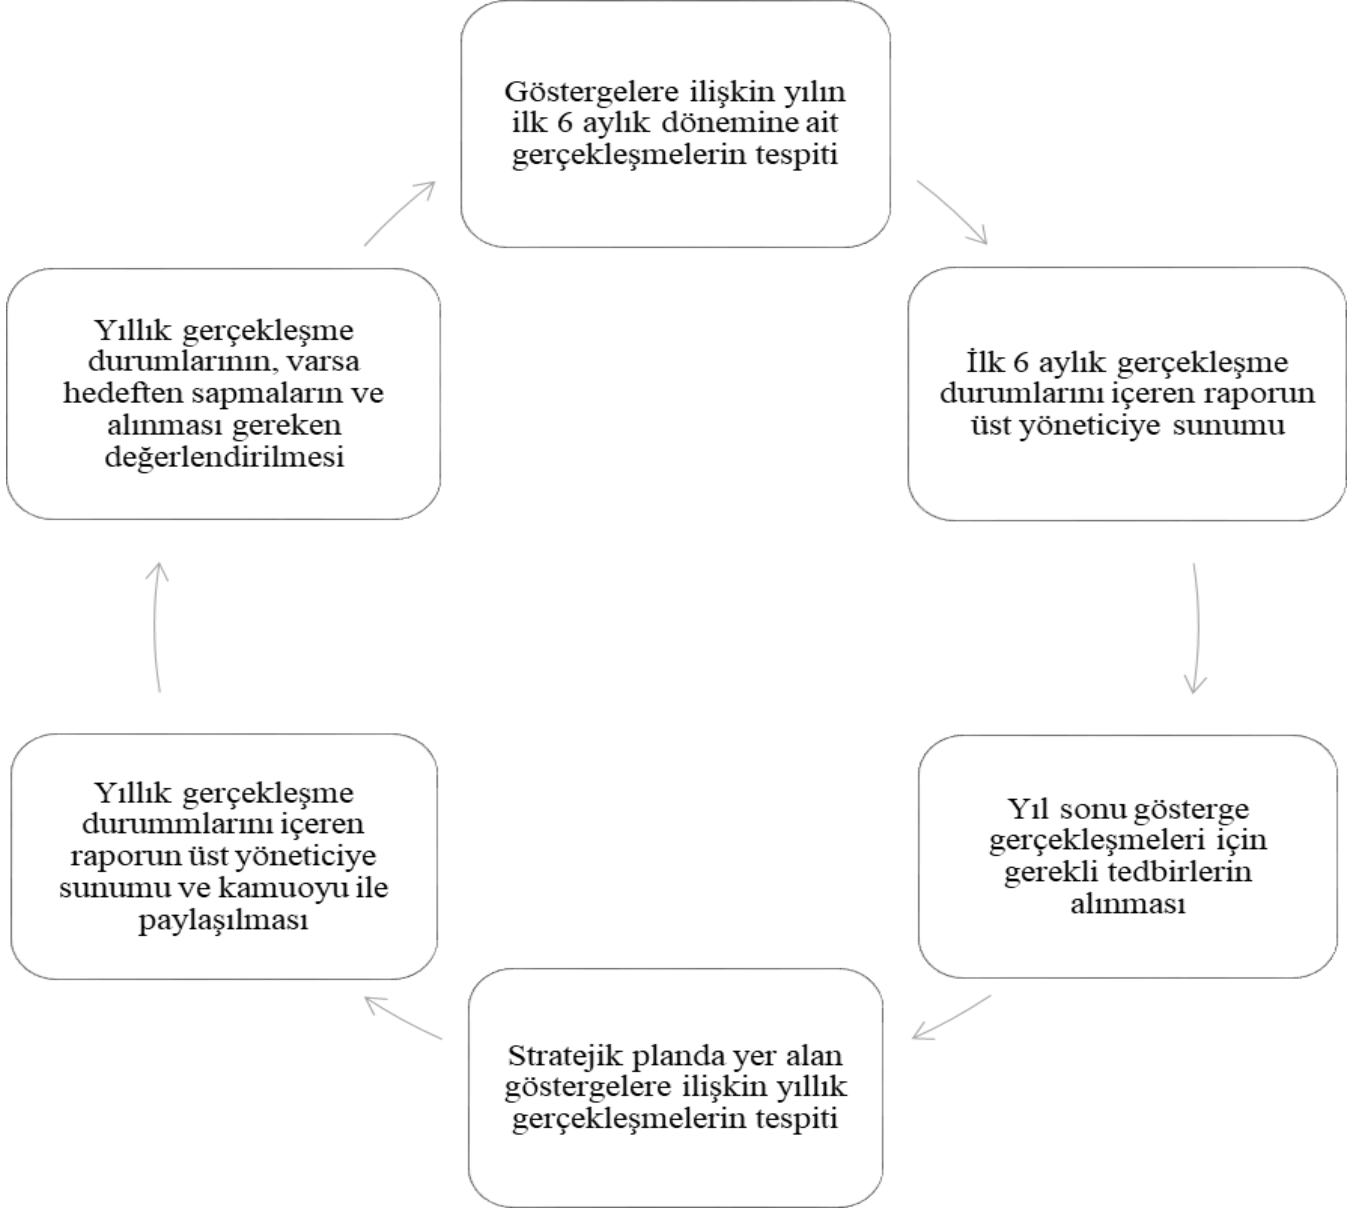 Göstergelere ilişkin yılın
ilk 6 aylık dönemine ait
gerçekleşmelerin tespiti
İlk 6 aylık gerçekleşme
durumlarını içeren raporun
üst yöneticiye sunumu
Yıl sonu gösterge
gerçekleşmeleri için
gerekli tedbirlerin
alınması
Stratejik planda yer alan
göstergelere ilişkin yıllık
gerçekleşmelerin tespiti
Yıllık gerçekleşme
durummlarını içeren
raporun üst yöneticiye
sunumu ve kamuoyu ile
paylaşılması
Yıllık gerçekleşme
durumlarının, varsa
hedeften sapmaların ve
alınması gereken
değerlendirilmesi